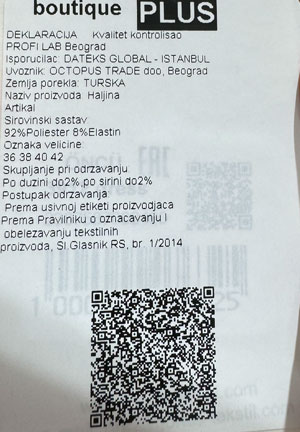 boutique PLUS
DEKLARACIJA Kvalitet kontrolisao
PROFI LAB Beograd
Isporucilac: DATEKS GLOBAL - ISTANBUL
Uvoznik: OCTOPUS TRADE doo, Beograd
Zemlja porekla: TURSKA
Naziv proizvoda: Haljina
Artikal
Sirovinski sastav:
92%Poliester 8%Elastin
Oznaka velicine:
36 38 40 42
Skupljanje pri odrzavanju:
Po duzini do2%,po sirini do2%
Postupak odrzavanja:
Prema usivnoj etiketi proizvodjaca
Prema Pravilniku o oznacavanju I
obelezavanju tekstilnih
proizvoda, Sl.Glasnik RS, br. 1/2014